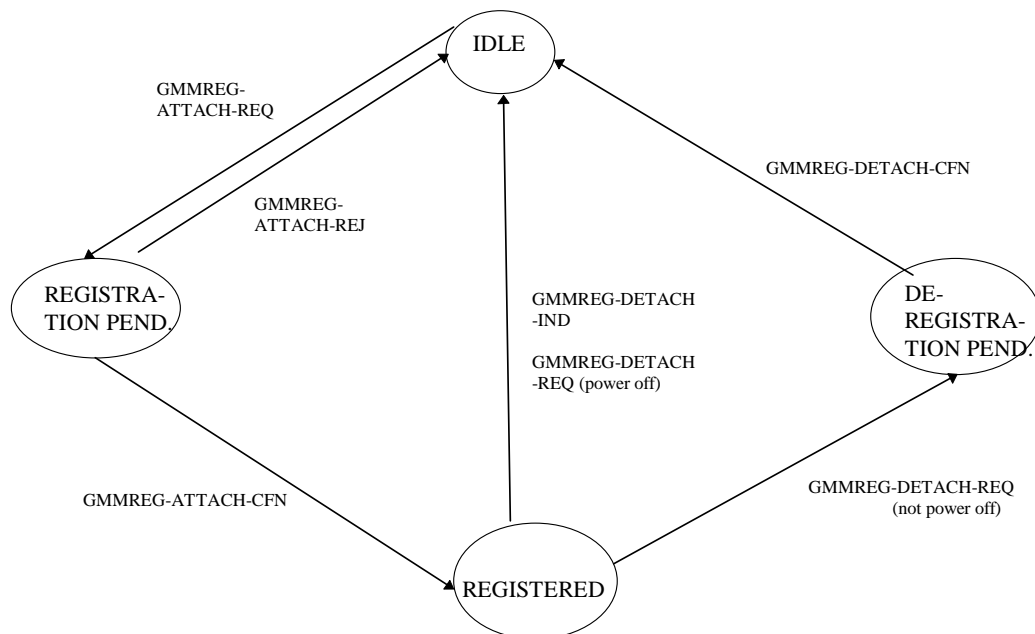 IDLE
GMMREG-
ATTACH-REQ
GMMREG-DETACH-CFN
GMMREG-
ATTACH-REJ
REGISTRA-
TION PEND.
GMMREG-DETACH
-IND
GMMREG-DETACH
-REQ (power off)
DE-
REGISTRA-
TION PEND.
GMMREG-ATTACH-CFN
GMMREG-DETACH-REQ
(not power off)
REGISTERED